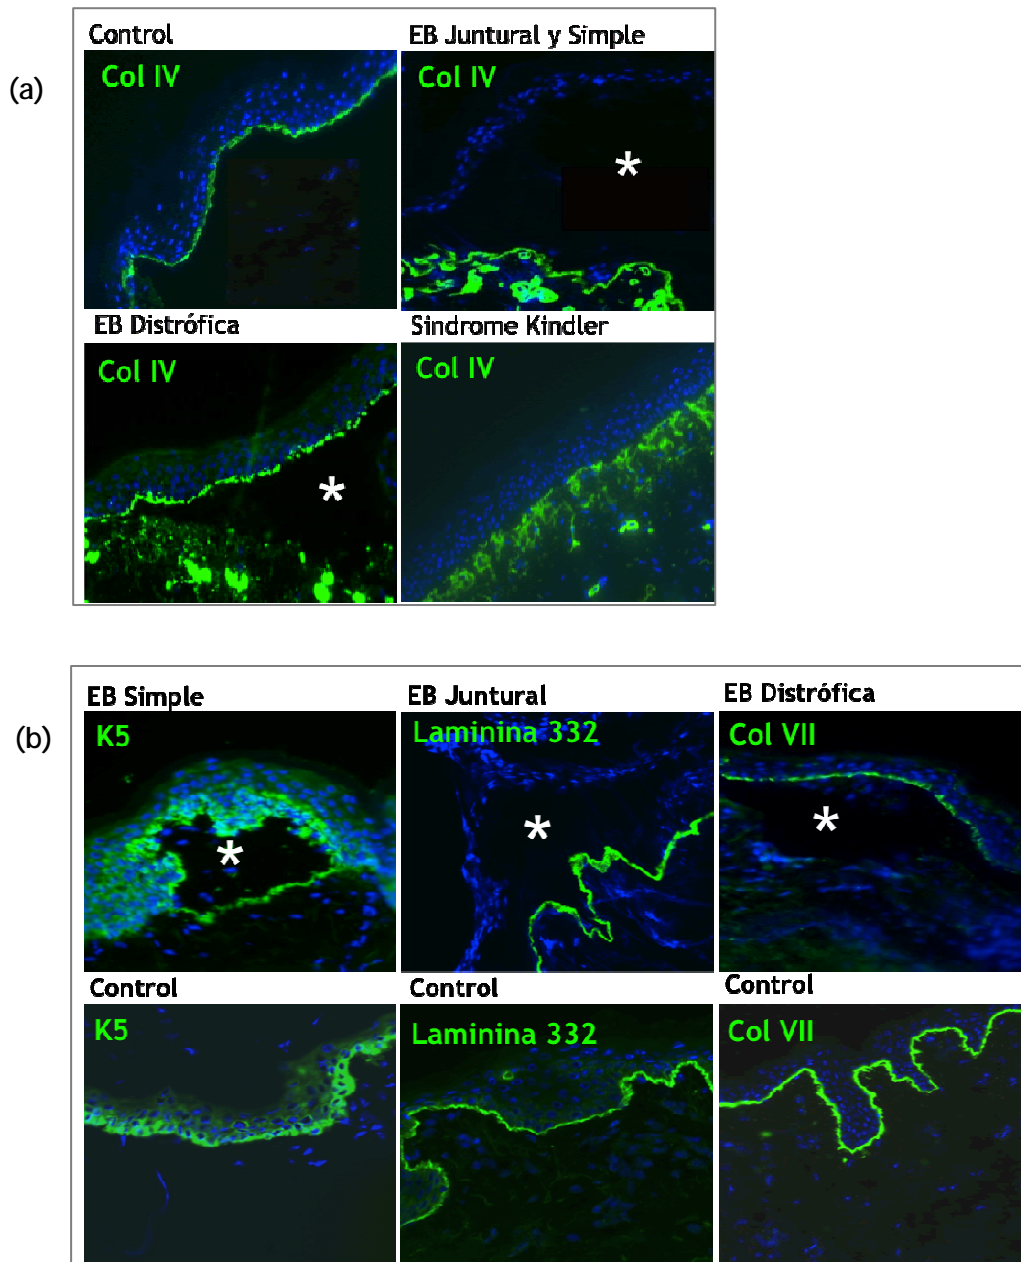 (a)
Control
EB Juntural y Simple
Col IV
Col IV
*
EB Distrófica
Sindrome Kindler
Col IV
Col IV
*
(b)
EB Simple
EB Juntural
EB Distrófica
K5
Laminina 332
Col VII
*
*
*
Control
Control
Control
K5
Laminina 332
Col VII